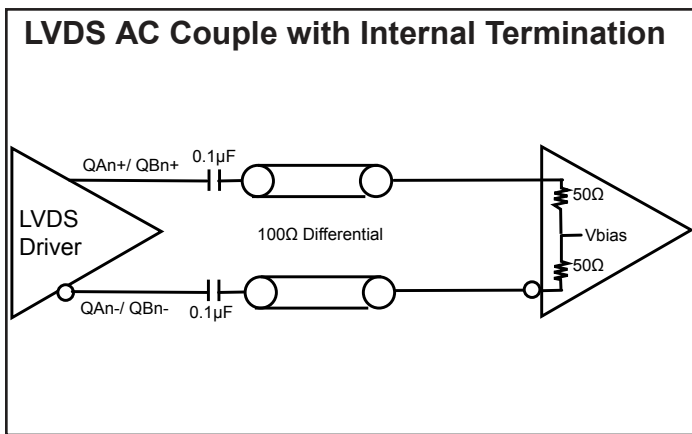 LVDS AC Couple with Internal Termination
QAn+/ QBn+
0.1µF
50Ω
LVDS
Driver
100Ω Differential
Vbias
50Ω
QAn-/ QBn-
0.1µF